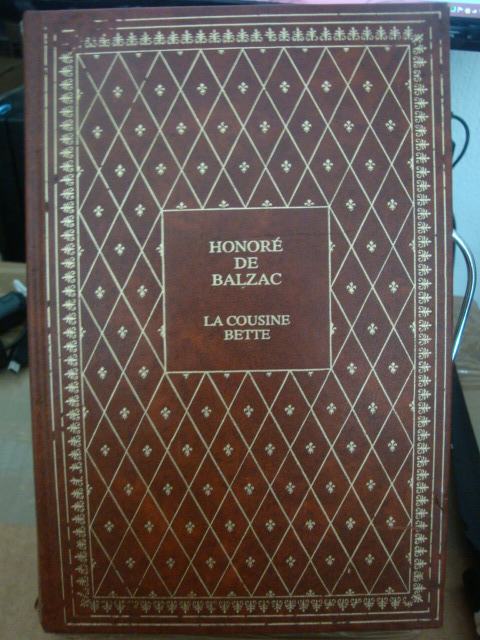 HONORÉ
DE
BALZAC
LA COUSINE
BETTE